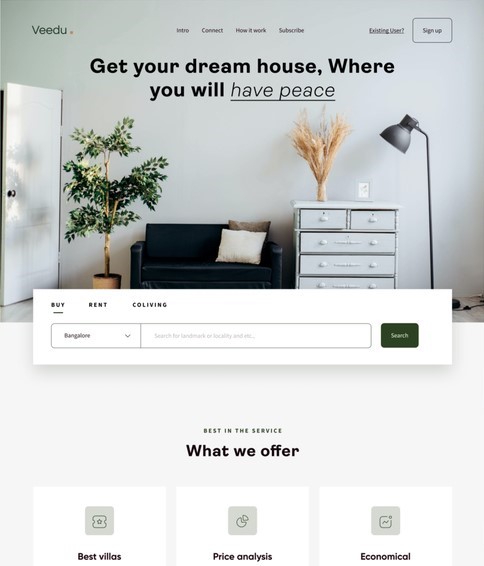 Veedu
Intro Connect How it work Subscribe
Existing User? Sign up
Get your dream house, Where
you will have peace
BUY RENT COLIVING
Bangalore
Search for landmark or locality and etc..
Search
BEST IN THE SERVICE
What we offer
Best villas Price analysis Economical